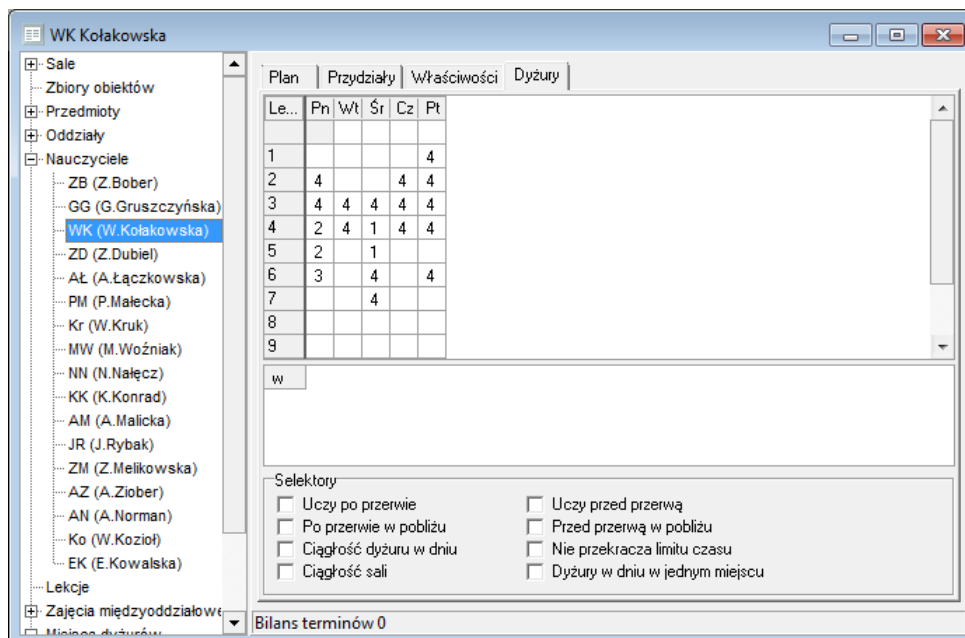 WK Kołakowska
Sale
Zbiory obiektów
Przedmioty
Oddziały
Nauczyciele
ZB (Z.Bober)
GG (G.Gruszczyńska)
WK (W.Kołakowska)
ZD (Z.Dubiel)
AŁ (A.Łączkowska)
PM (P.Małecka)
Kr (W.Kruk)
MW (M.Woźniak)
NN (N.Nałęcz)
KK (K.Konrad)
AM (A.Malicka)
JR (J.Rybak)
ZM (Z.Melikowska)
AZ (A.Ziober)
AN (A.Norman)
Ko (W.Kozioł)
EK (E.Kowalska)
Lekcje
Zajęcia międzyoddziałowe
Miejsca dyżurów
Plan Przydziały Właściwości Dyżury
Le... Pn Wt Śr Cz Pt
1 4
2 4 4 4
3 4 4 4 4 4
4 2 4 1 4 4
5 2 1
6 3 4 4
7 4
8
9
w
Selektory
Uczy po przerwie Uczy przed przerwą
Po przerwie w pobliżu Przed przerwą w pobliżu
Ciągłość dyżuru w dniu Nie przekracza limitu czasu
Ciągłość sali Dyżury w dniu w jednym miejscu
Bilans terminów 0